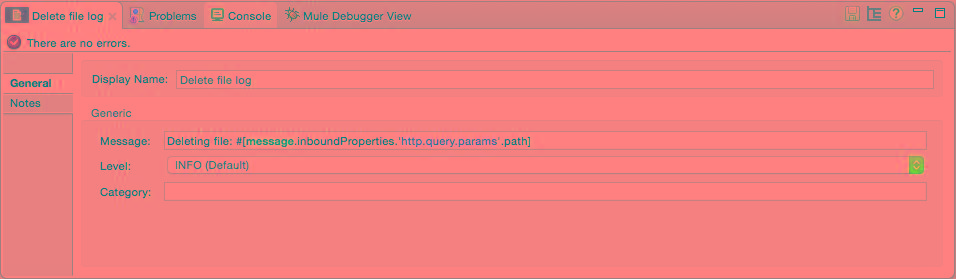 Delete file log Problems Console Mule Debugger View
There are no errors.
General
Notes
Display Name: Delete file log
Generic
Message: Deleting file: #[message.inboundProperties.'http.query.params'.path]
Level: INFO (Default)
Category: